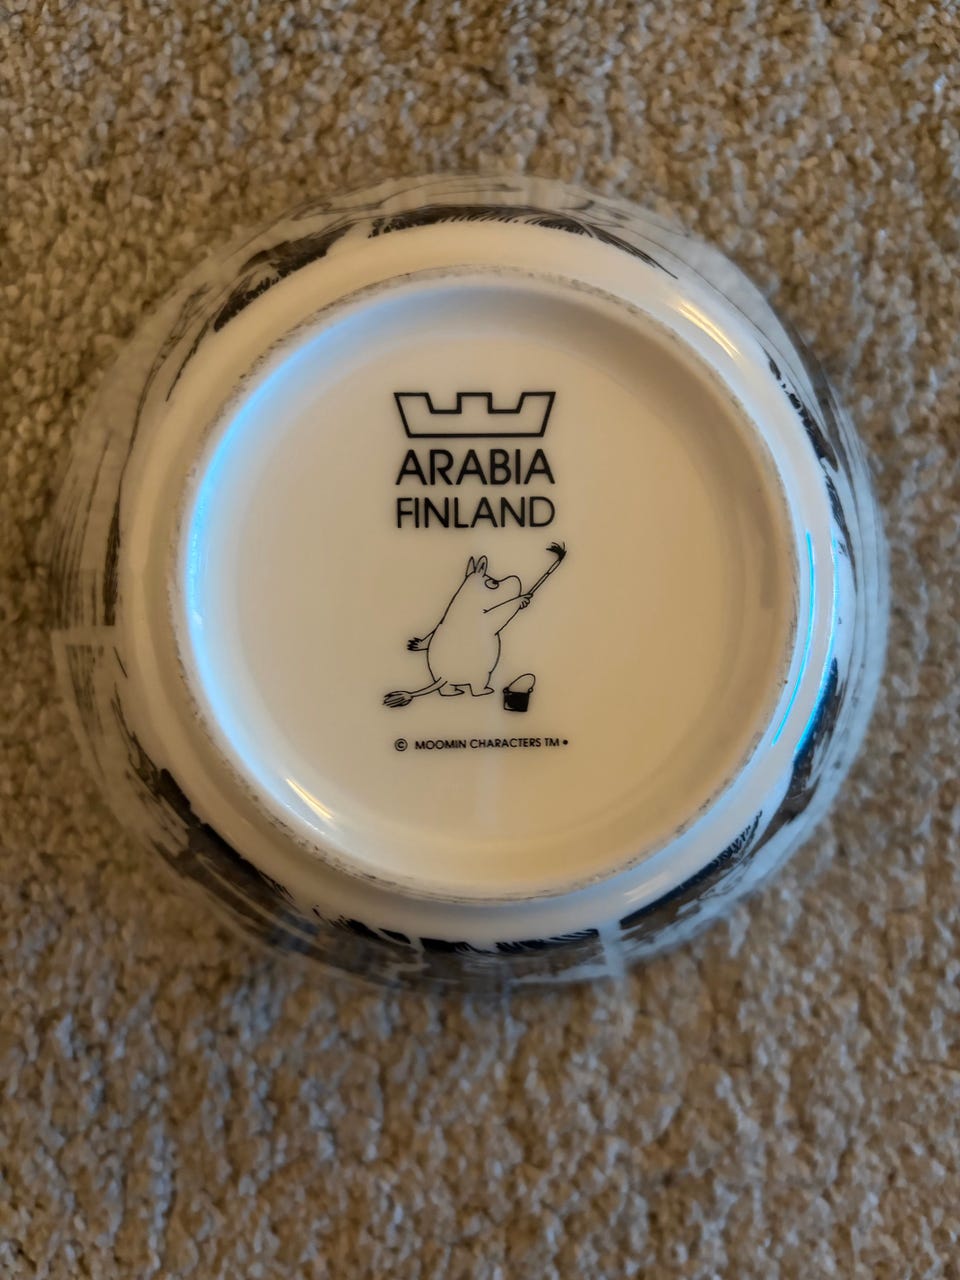 ARABIA
FINLAND
© MOOMIN CHARACTERS TM •